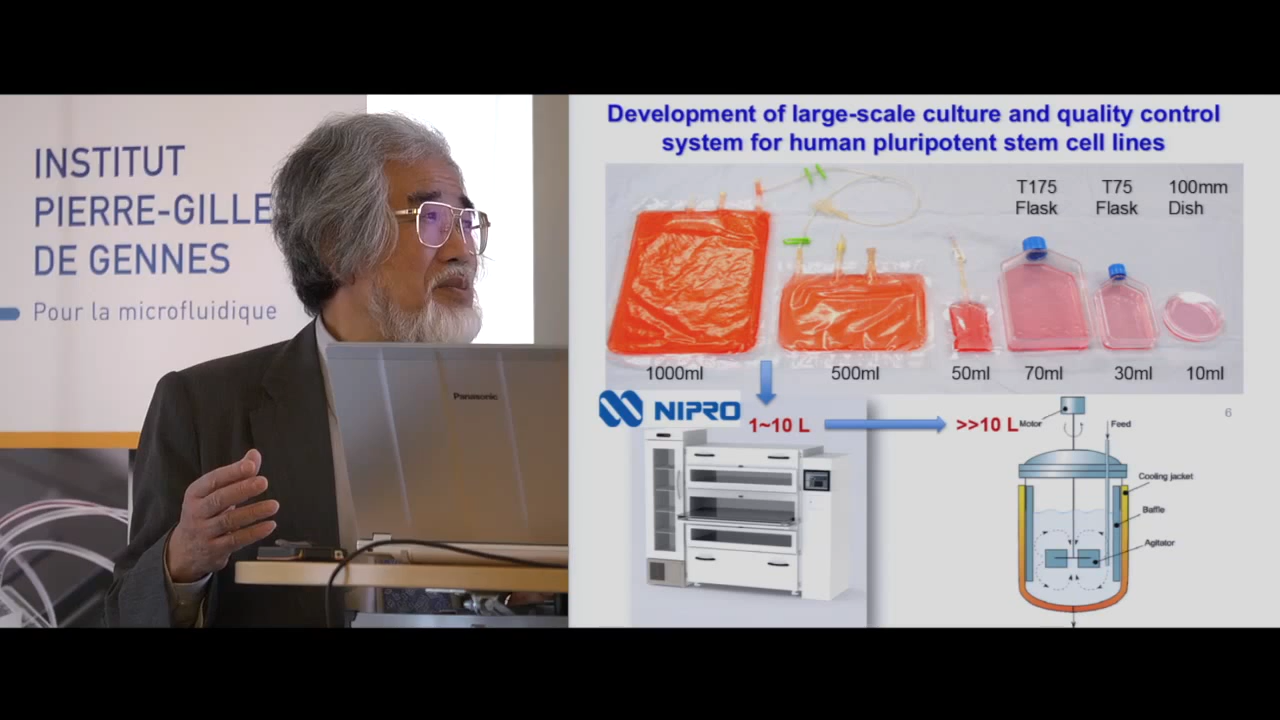 INSTITUT
PIERRE-GILLE
DE GENNES
Pour la microfluidique
Panasonic
Development of large-scale culture and quality control
system for human pluripotent stem cell lines
T175
Flask
T75
Flask
100mm
Dish
1000ml
500ml
50ml
70ml
30ml
10ml
NIPRO
1~10 L
>>10 L
6
Motor
Feed
Cooling jacket
Baffle
Agitator